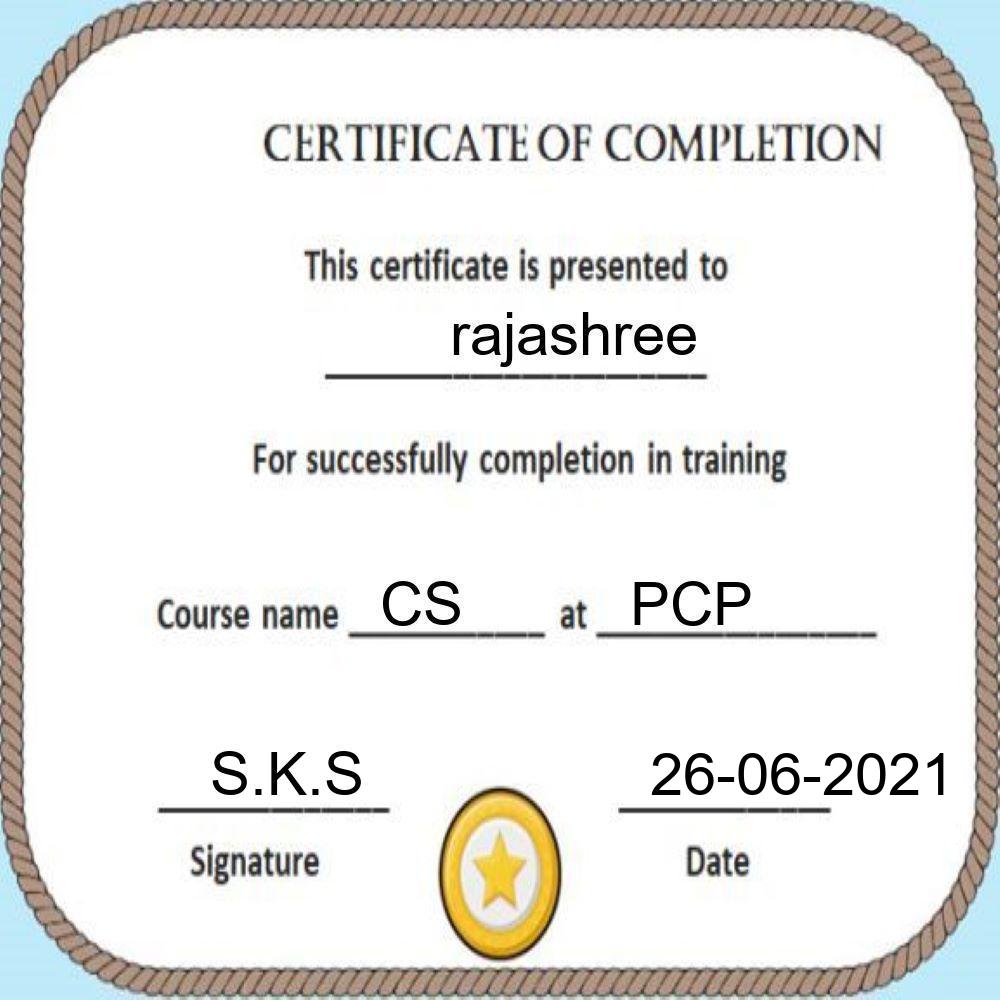 CERTIFICATE OF COMPLETION
This certificate is presented to
rajashree
For successfully completion in training
Course name CS at PCP
S.K.S 26-06-2021
Signature Date